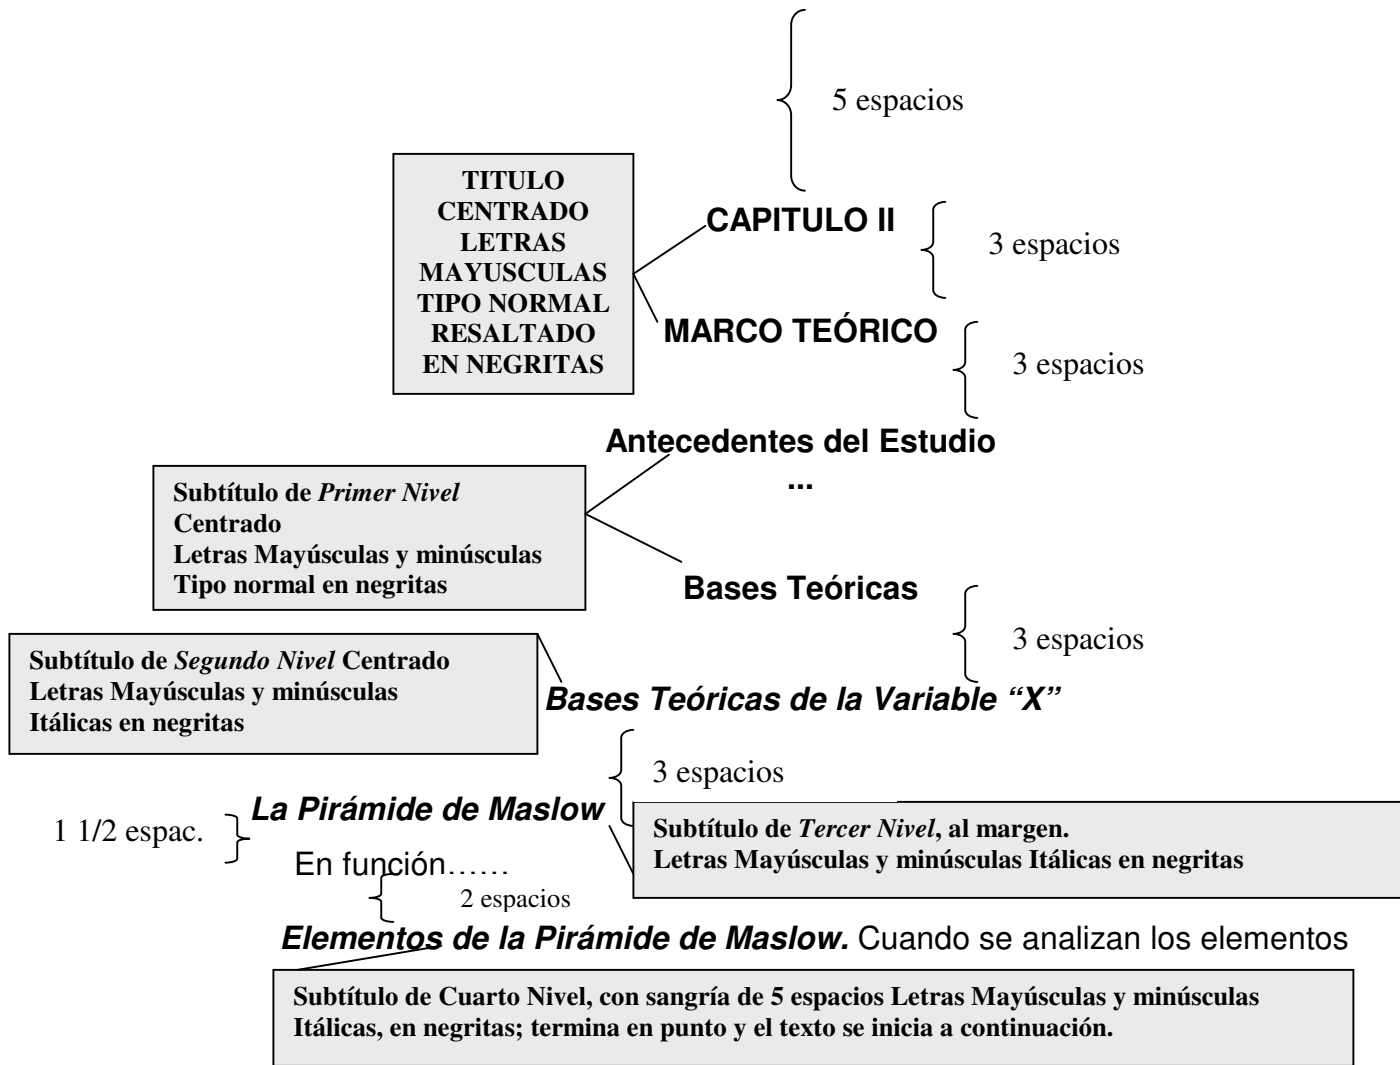 5 espacios
TITULO
CENTRADO
LETRAS
MAYUSCULAS
TIPO NORMAL
RESALTADO
EN NEGRITAS
CAPITULO II
3 espacios
MARCO TEÓRICO
3 espacios
Antecedentes del Estudio
...
Subtítulo de Primer Nivel
Centrado
Letras Mayúsculas y minúsculas
Tipo normal en negritas
Bases Teóricas
3 espacios
Subtítulo de Segundo Nivel Centrado
Letras Mayúsculas y minúsculas
Itálicas en negritas
Bases Teóricas de la Variable “X”
3 espacios
La Pirámide de Maslow
1 1/2 espac.
Subtítulo de Tercer Nivel, al margen.
Letras Mayúsculas y minúsculas Itálicas en negritas
En función……
2 espacios
Elementos de la Pirámide de Maslow. Cuando se analizan los elementos
Subtítulo de Cuarto Nivel, con sangría de 5 espacios Letras Mayúsculas y minúsculas
Itálicas, en negritas; termina en punto y el texto se inicia a continuación.